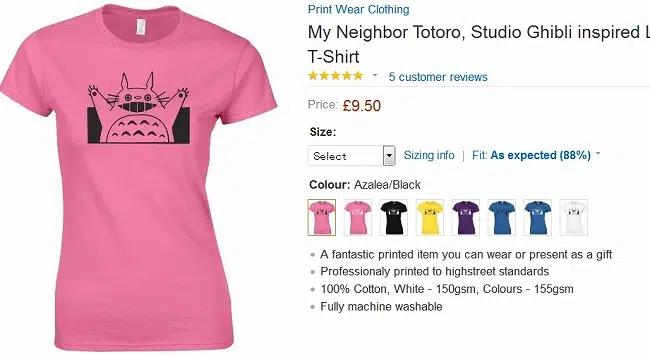 Print Wear Clothing
My Neighbor Totoro, Studio Ghibli inspired L
T-Shirt
5 customer reviews
Price: £9.50
Size:
Select Sizing info | Fit: As expected (88%)
Colour: Azalea/Black
A fantastic printed item you can wear or present as a gift
Professionaly printed to highstreet standards
100% Cotton, White - 150gsm, Colours - 155gsm
Fully machine washable